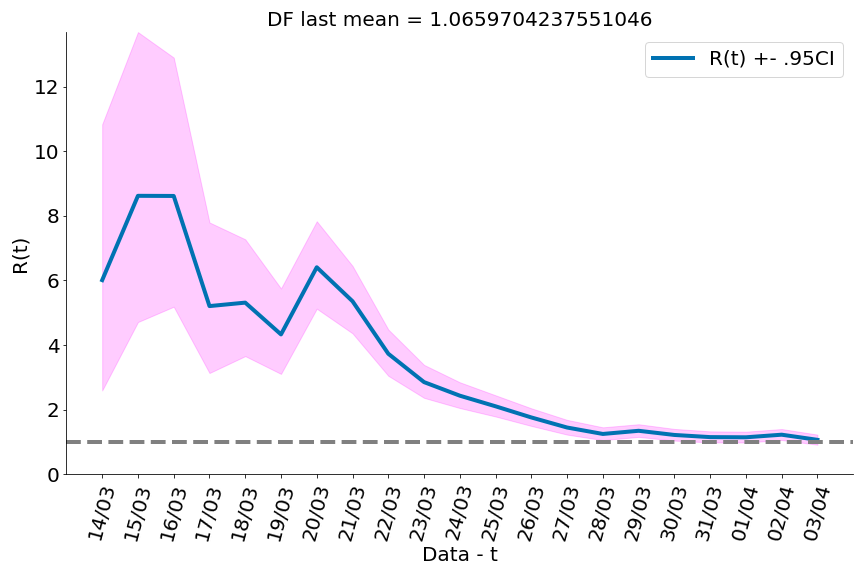 DF last mean = 1.0659704237551046
R(t) +- .95CI
R(t)
12
10
8
6
4
2
0
14/03 15/03 16/03 17/03 18/03 19/03 20/03 21/03 22/03 23/03 24/03 25/03 26/03 27/03 28/03 29/03 30/03 31/03 01/04 02/04 03/04
Data - t